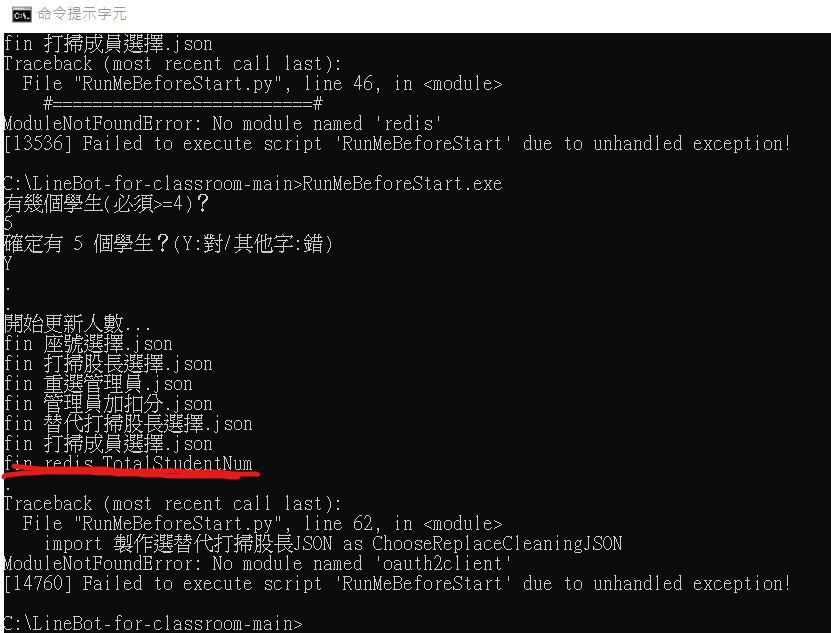 命令提示字元
fin 打掃成員選擇.json
Traceback (most recent call last):
File "RunMeBeforeStart.py", line 46, in <module>
#==========================#
ModuleNotFoundError: No module named 'redis'
[13536] Failed to execute script 'RunMeBeforeStart' due to unhandled exception!
C:\LineBot-for-classroom-main>RunMeBeforeStart.exe
有幾個學生(必須>=4)?
5
確定有 5 個學生?(Y:對/其他字:錯)
Y
.
.
開始更新人數...
fin 座號選擇.json
fin 打掃股長選擇.json
fin 重選管理員.json
fin 管理員加扣分.json
fin 替代打掃股長選擇.json
fin 打掃成員選擇.json
fin redis TotalStudentNum
.
Traceback (most recent call last):
File "RunMeBeforeStart.py", line 62, in <module>
import 製作選替代打掃股長JSON as ChooseReplaceCleaningJSON
ModuleNotFoundError: No module named 'oauth2client'
[14760] Failed to execute script 'RunMeBeforeStart' due to unhandled exception!
C:\LineBot-for-classroom-main>